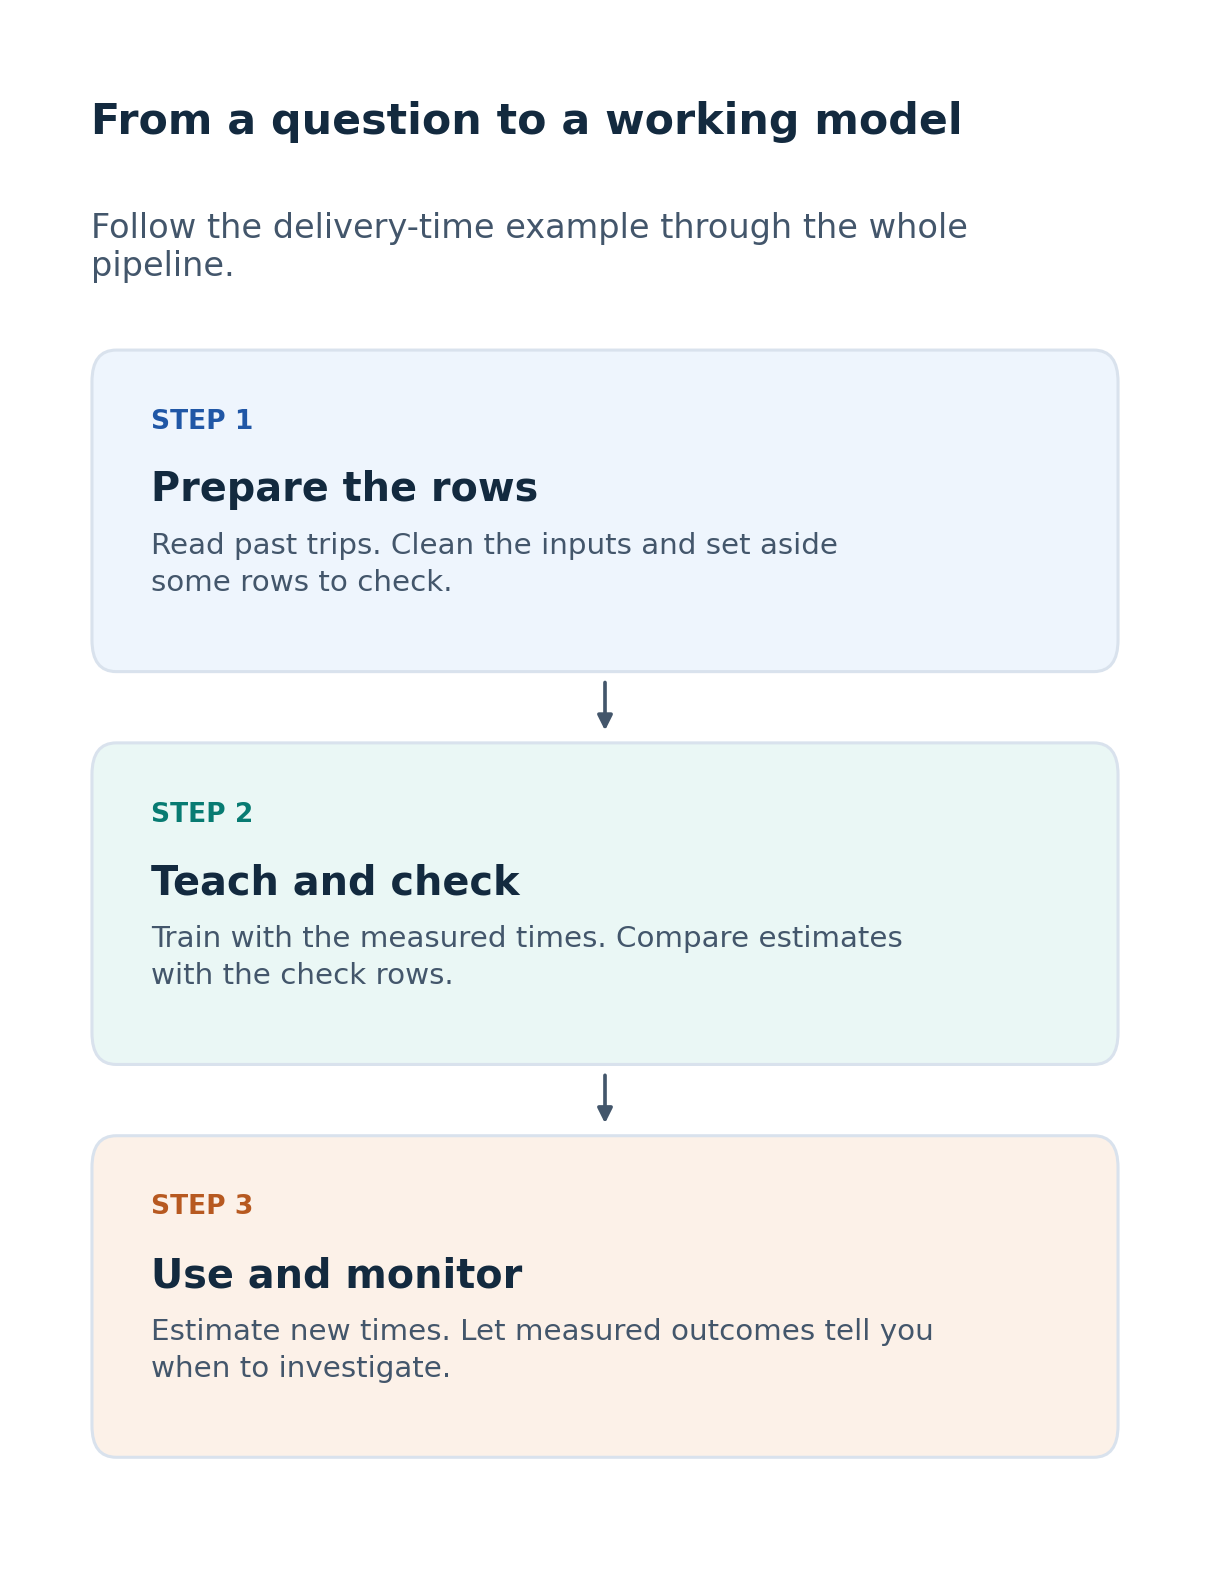 From a question to a working model
Follow the delivery-time example through the whole
pipeline.
STEP 1
Prepare the rows
Read past trips. Clean the inputs and set aside
some rows to check.
STEP 2
Teach and check
Train with the measured times. Compare estimates
with the check rows.
STEP 3
Use and monitor
Estimate new times. Let measured outcomes tell you
when to investigate.